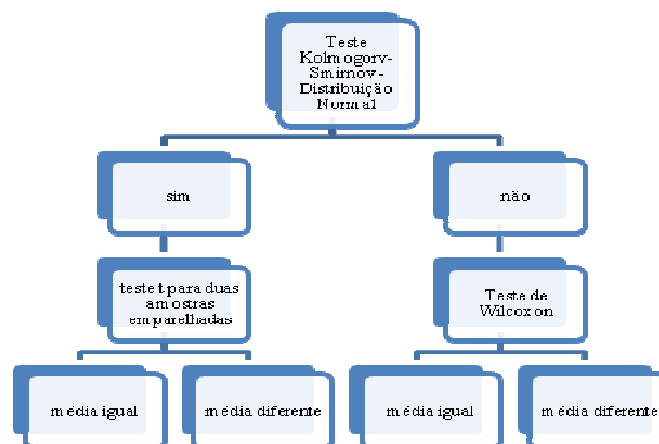 Teste
Kolmogorv-
Smirnov-
Distribuição
Normal
sim
não
teste t para duas
amostras
emparelhadas
Teste de
Wilcoxon
média igual
média diferente
média igual
média diferente